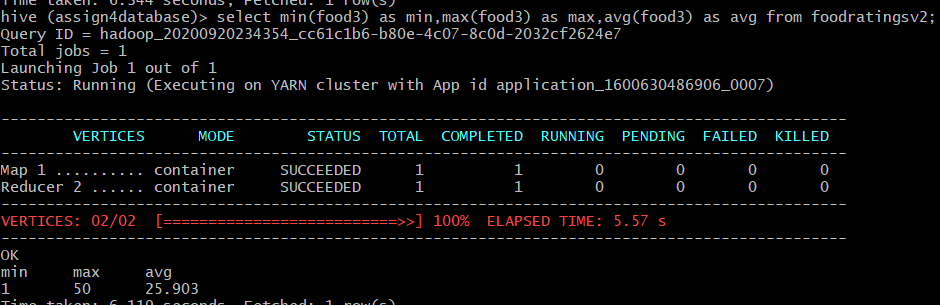 Time taken: 6.544 seconds, Fetched: 1 row(s)
hive (assign4database)> select min(food3) as min,max(food3) as max,avg(food3) as avg from foodratingsv2;
Query ID = hadoop_20200920234354_cc61c1b6-b80e-4c07-8c0d-2032cf2624e7
Total jobs = 1
Launching Job 1 out of 1
Status: Running (Executing on YARN cluster with App id application_1600630486906_0007)
----------------------------------------------------------------------------------------------
VERTICES MODE STATUS TOTAL COMPLETED RUNNING PENDING FAILED KILLED
----------------------------------------------------------------------------------------------
Map 1 .......... container SUCCEEDED 1 1 0 0 0 0
Reducer 2 ...... container SUCCEEDED 1 1 0 0 0 0
----------------------------------------------------------------------------------------------
VERTICES: 02/02 [==========================>>] 100% ELAPSED TIME: 5.57 s
----------------------------------------------------------------------------------------------
OK
min max avg
1 50 25.903
Time taken: 6.119 seconds, Fetched: 1 row(s)